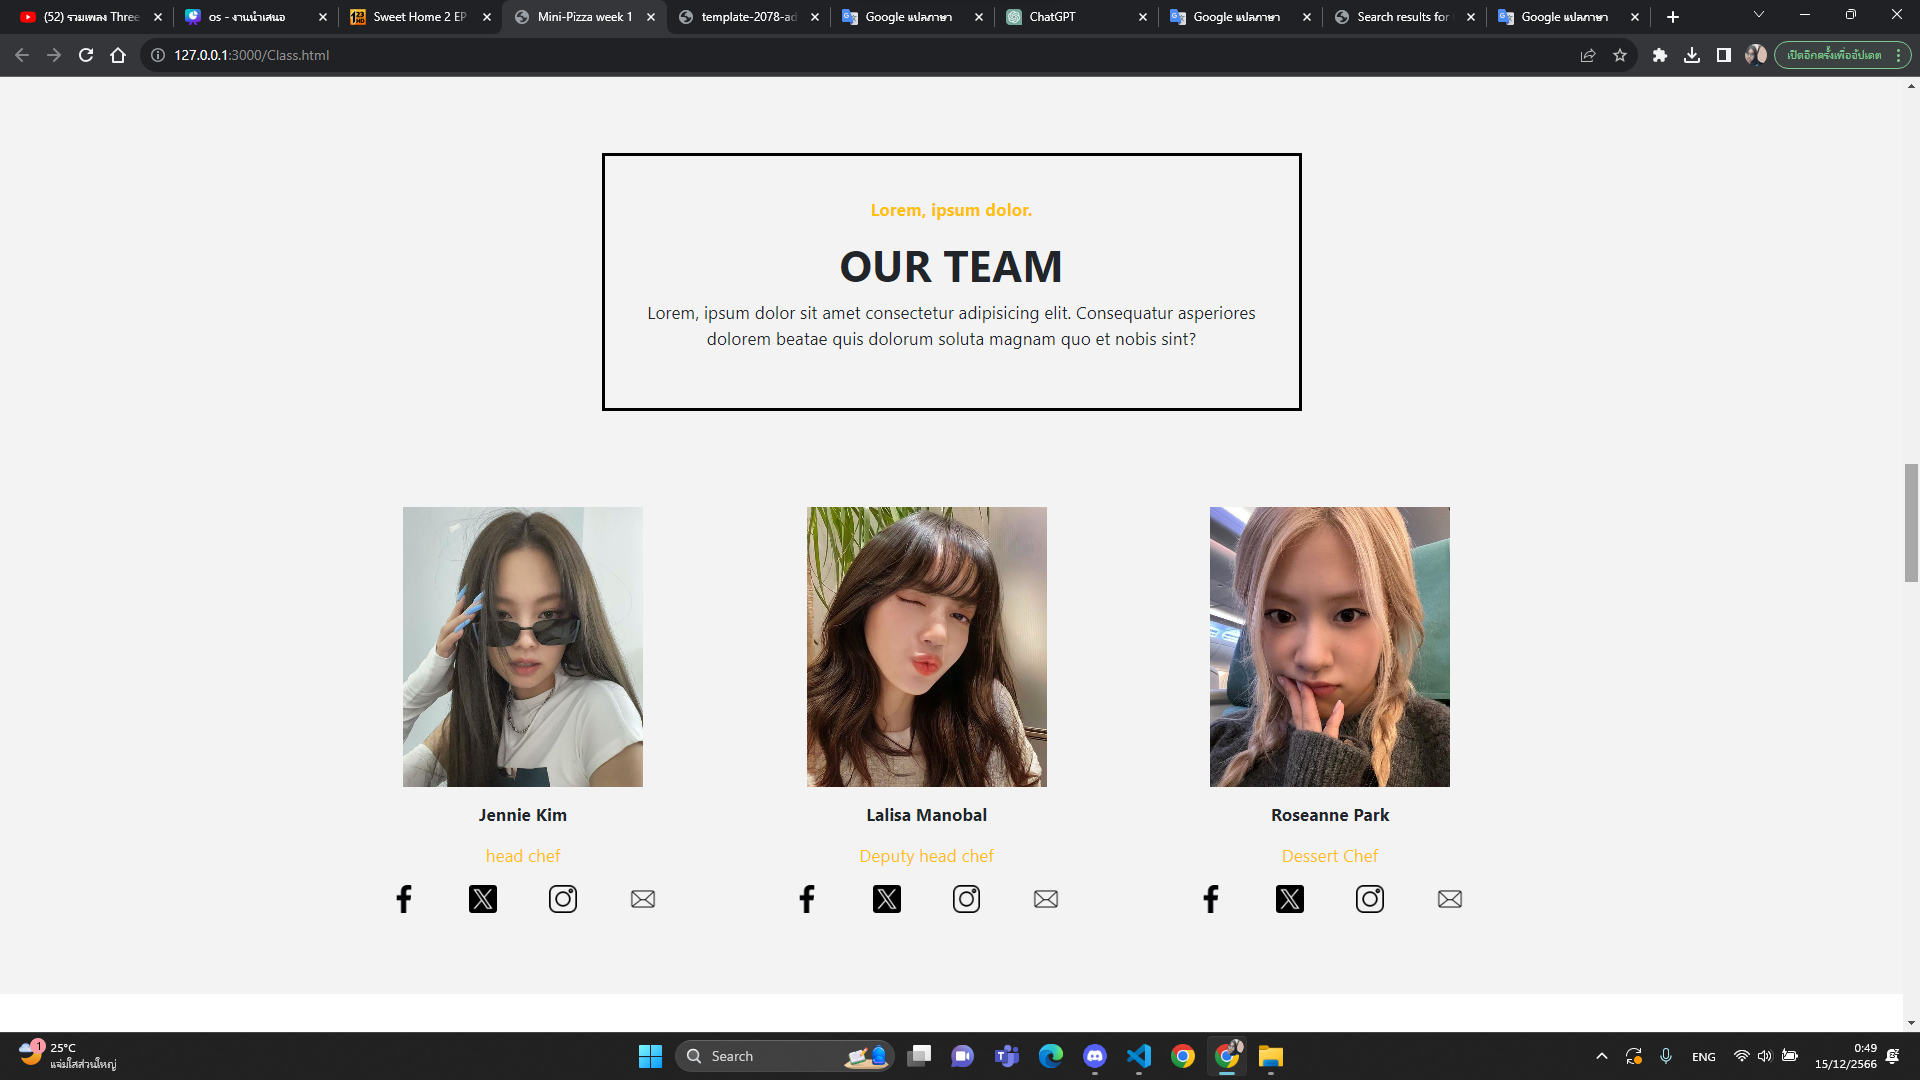 (52) รวมเพลง Three
os - งานนำเสนอ
Sweet Home 2 EP
Mini-Pizza week 1
template-2078-ad
Google แปลภาษา
ChatGPT
Google แปลภาษา
Search results for
Google แปลภาษา
127.0.0.1:3000/Class.html
เปิดอีกครั้งเพื่ออัปเดต
Lorem, ipsum dolor.
OUR TEAM
Lorem, ipsum dolor sit amet consectetur adipisicing elit. Consequatur asperiores
dolorem beatae quis dolorum soluta magnam quo et nobis sint?
Jennie Kim
Lalisa Manobal
Roseanne Park
head chef
Deputy head chef
Dessert Chef
1
25°C
แจ่มใสส่วนใหญ่
Search
ENG
0:49
15/12/2566